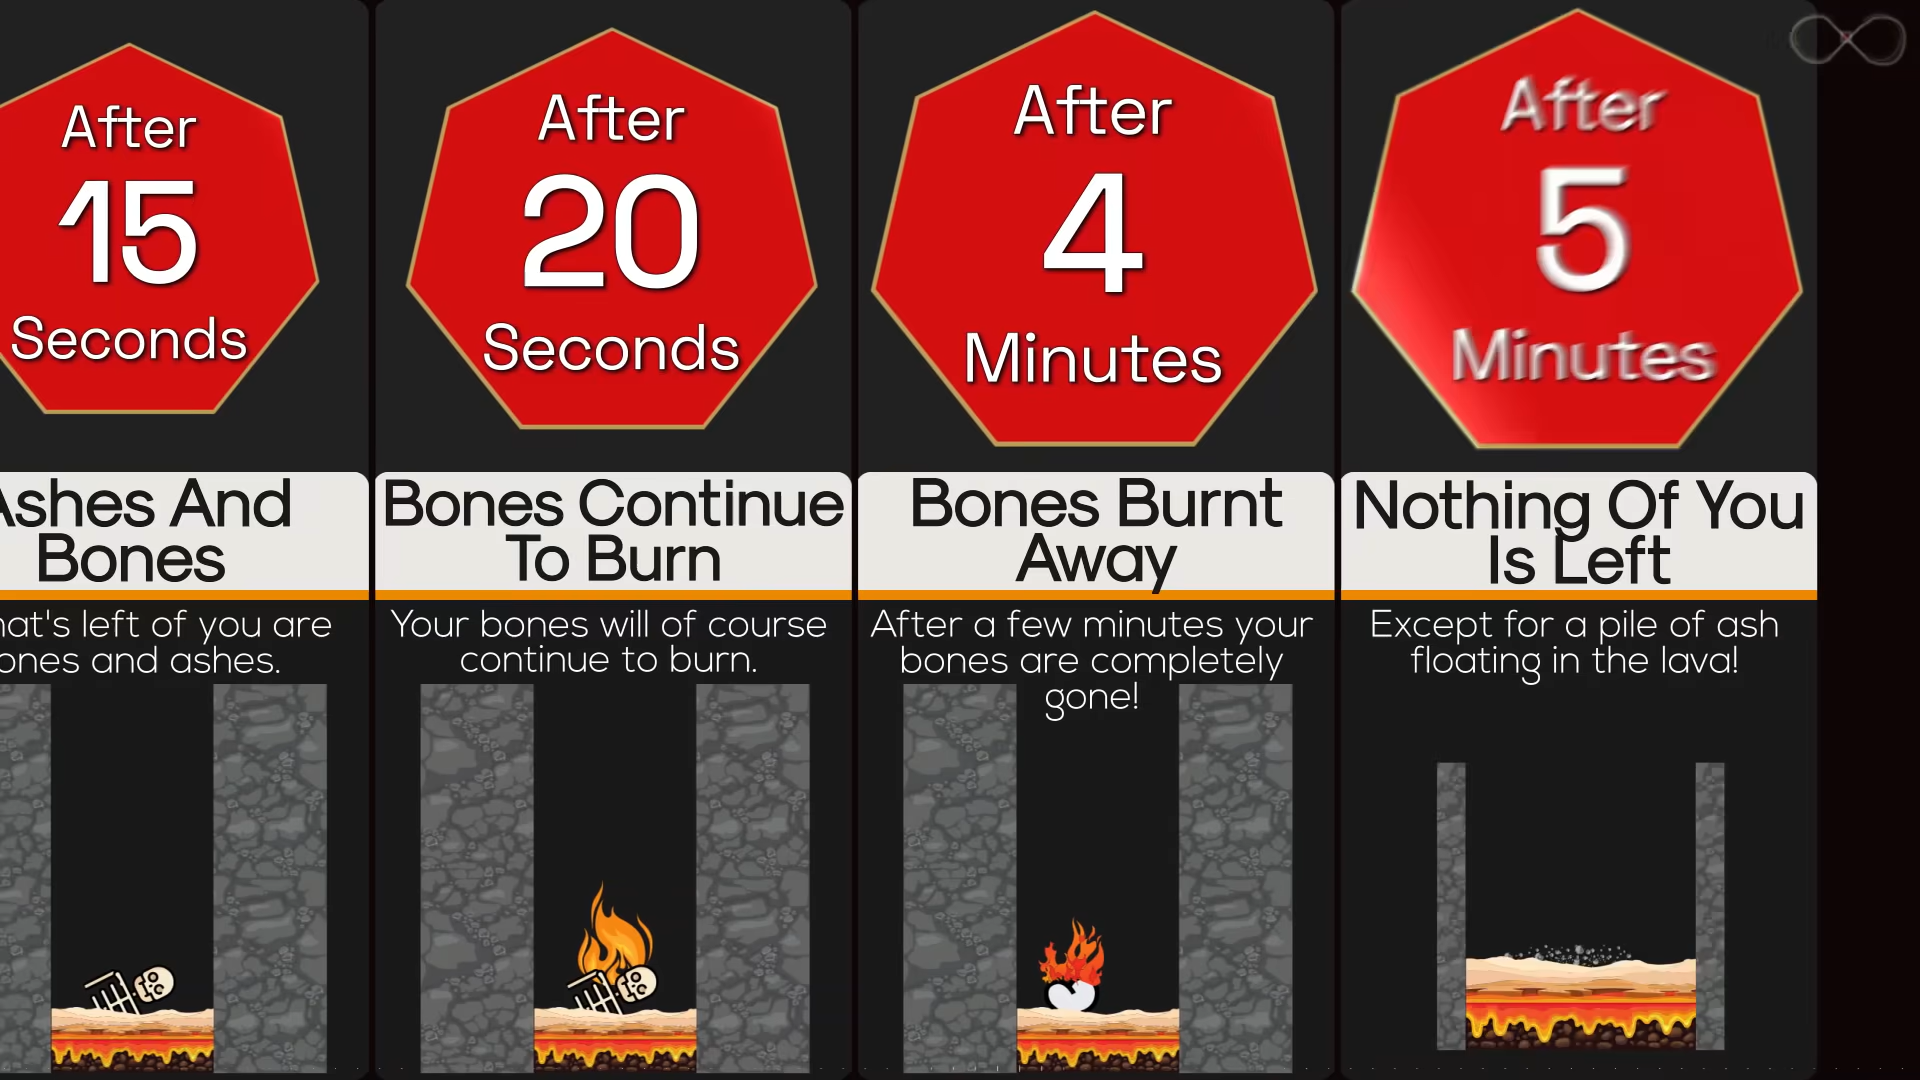 After
15
Seconds
Ashes And
Bones
hat's left of you are
ones and ashes.
After
20
Seconds
Bones Continue
To Burn
Your bones will of course
continue to burn.
After
4
Minutes
Bones Burnt
Away
After a few minutes your
bones are completely
gone!
After
5
Minutes
Nothing Of You
Is Left
Except for a pile of ash
floating in the lava!